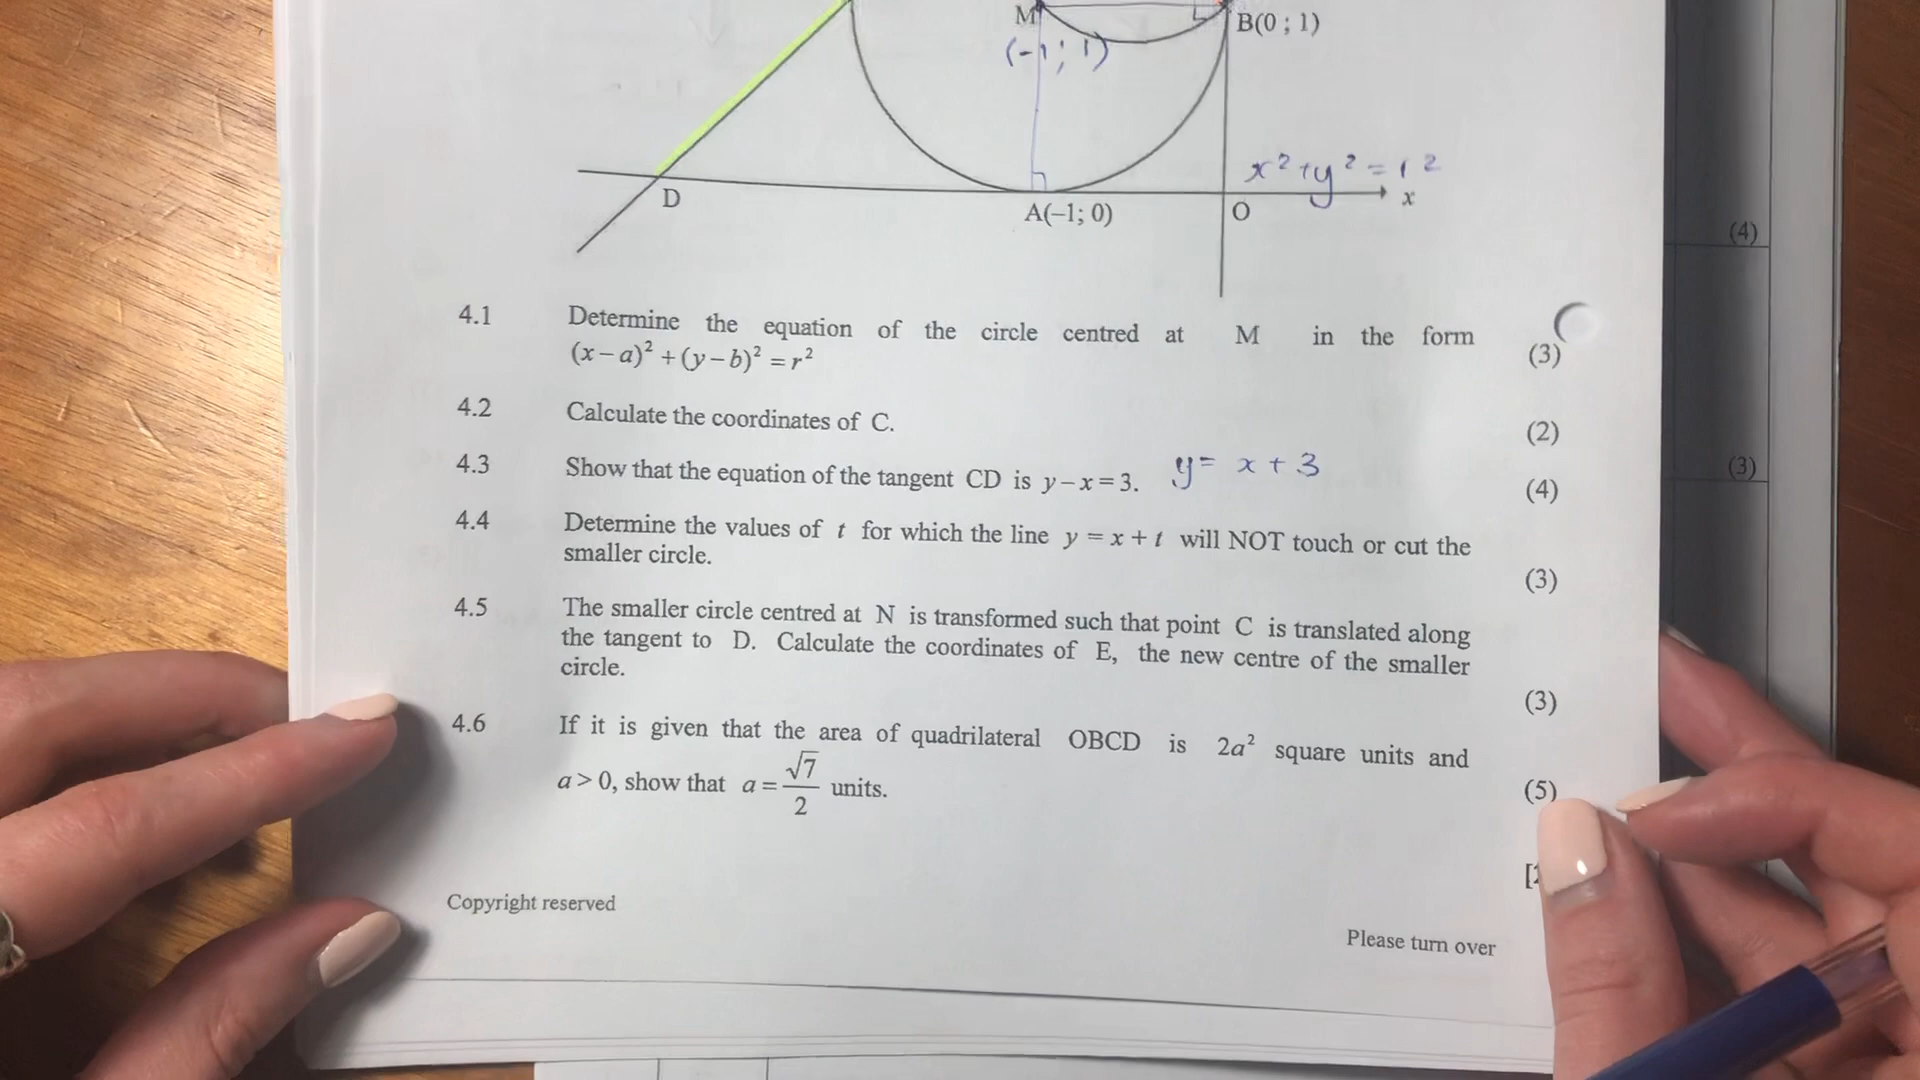 M
B(0 ; 1)
(-1 ; 1)
x² + y² = 1²
D
A(–1; 0)
O
x
(4)
4.1 Determine the equation of the circle centred at M in the form
(x – a)² + (y – b)² = r²
(3)
4.2 Calculate the coordinates of C.
(2)
(3)
4.3 Show that the equation of the tangent CD is y – x = 3. y = x + 3
(4)
4.4 Determine the values of t for which the line y = x + t will NOT touch or cut the
smaller circle.
(3)
4.5 The smaller circle centred at N is transformed such that point C is translated along
the tangent to D. Calculate the coordinates of E, the new centre of the smaller
circle.
(3)
4.6 If it is given that the area of quadrilateral OBCD is 2a² square units and
a > 0, show that a = √7/2 units.
(5)
Copyright reserved
Please turn over